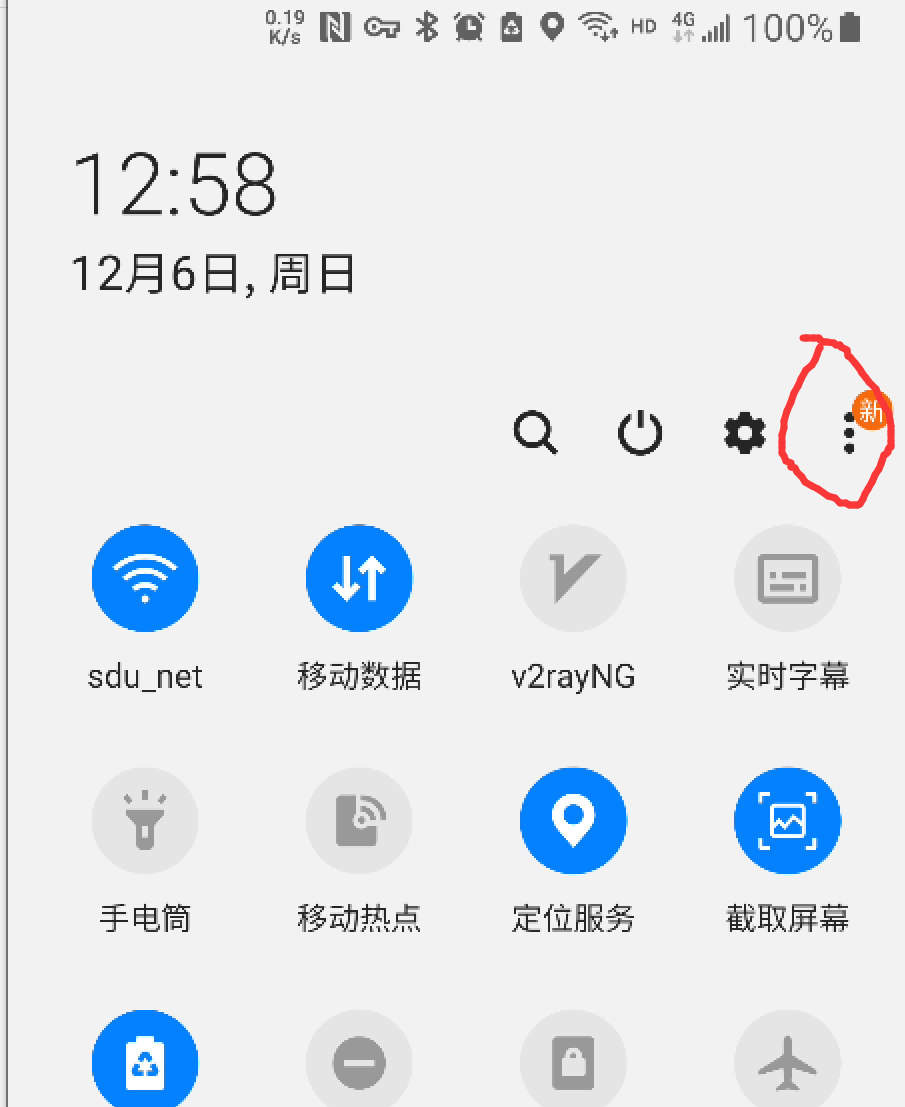 0.19
K/s HD 4G 100%
12:58
12月6日, 周日
新
sdu_net 移动数据 v2rayNG 实时字幕
手电筒 移动热点 定位服务 截取屏幕